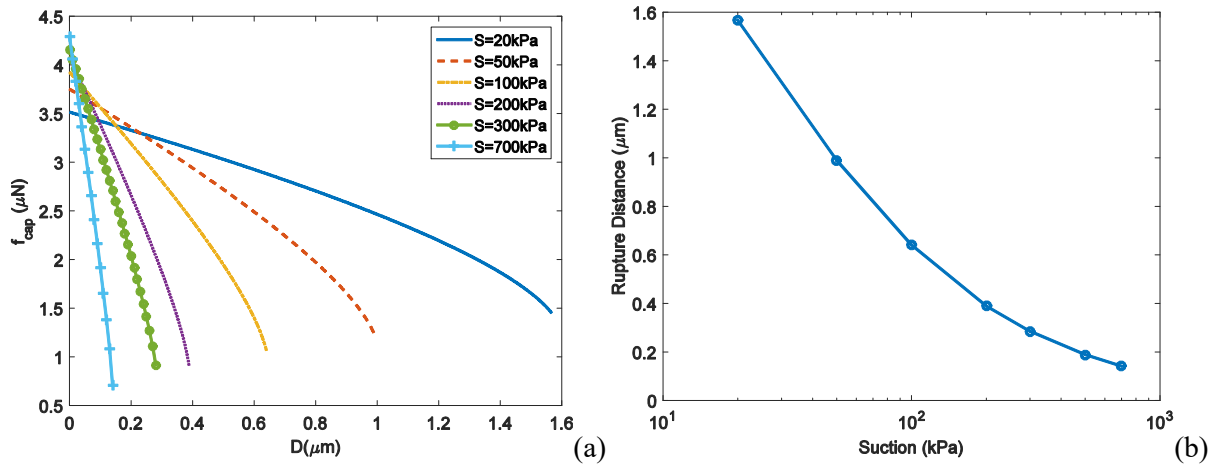 4.5
4
3.5
3
2.5
2
1.5
1
0.5
f_cap (μN)
0 0.2 0.4 0.6 0.8 1 1.2 1.4 1.6
D(μm)
S=20kPa
S=50kPa
S=100kPa
S=200kPa
S=300kPa
S=700kPa
(a)
1.6
1.4
1.2
1
0.8
0.6
0.4
0.2
0
Rupture Distance (μm)
10^1 10^2 10^3
Suction (kPa)
(b)